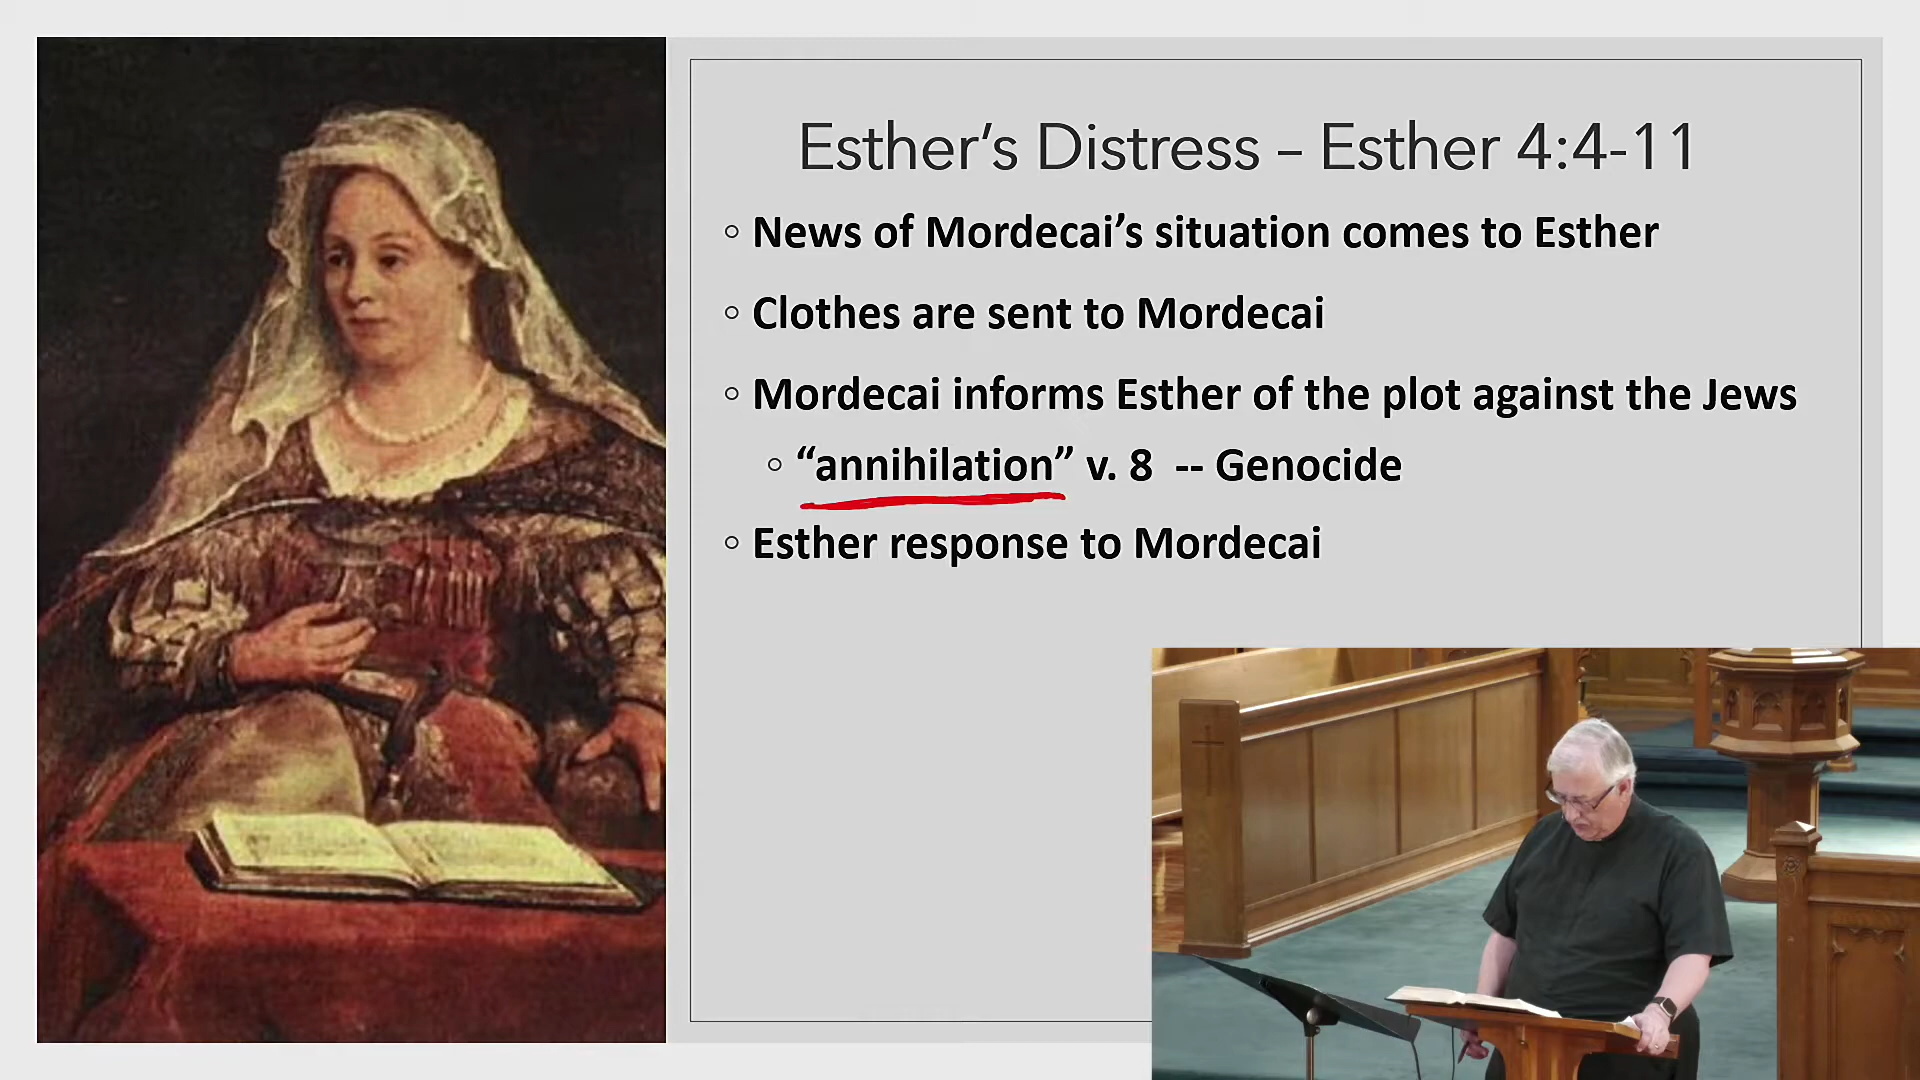 Esther’s Distress – Esther 4:4-11
◦ News of Mordecai’s situation comes to Esther
◦ Clothes are sent to Mordecai
◦ Mordecai informs Esther of the plot against the Jews
◦ “annihilation” v. 8 -- Genocide
◦ Esther response to Mordecai